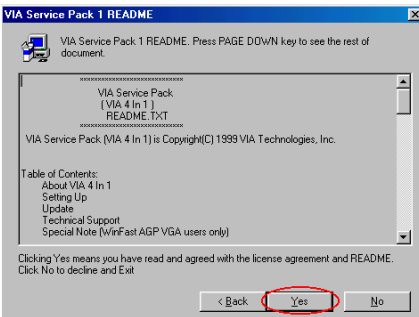 VIA Service Pack 1 README
VIA Service Pack 1 README. Press PAGE DOWN key to see the rest of
document.
xxxxxxxxxxxxxxxxxxxxxxxxxxx
VIA Service Pack
( VIA 4 In 1 )
README.TXT
xxxxxxxxxxxxxxxxxxxxxxxxxxx
VIA Service Pack (VIA 4 in 1) is Copyright(C) 1999 VIA Technologies, Inc.
Table of Contents:
About VIA 4 In 1
Setting Up
Update
Technical Support
Special Note (WinFast AGP VGA users only)
Clicking Yes means you have read and agreed with the license agreement and README.
Click No to decline and Exit
< Back
Yes
No